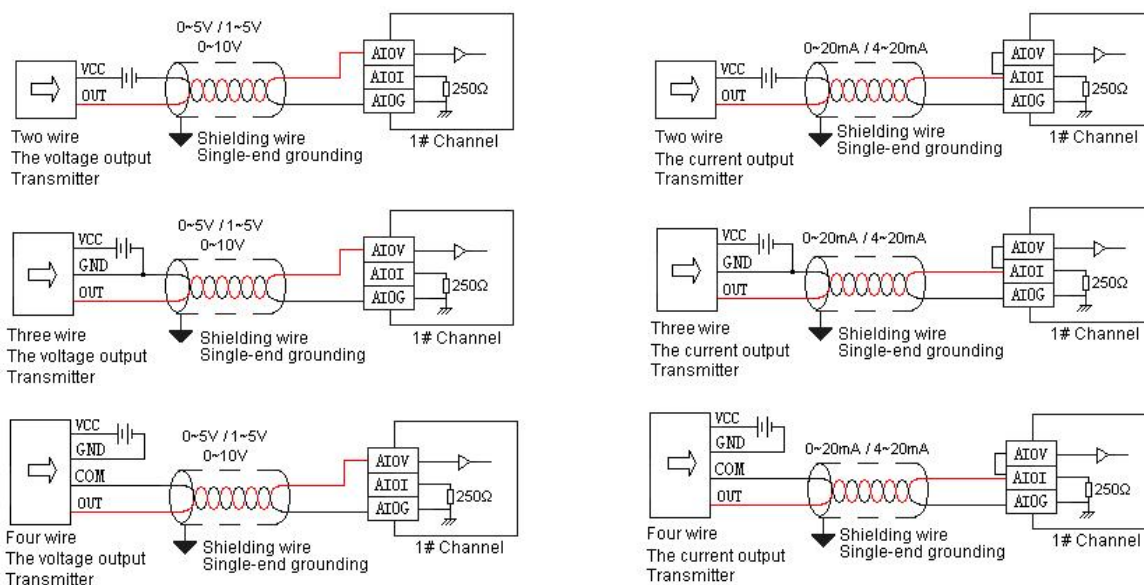 0~5V / 1~5V
0~10V
VCC
OUT
AIOV
AIOI
AIOG
250Ω
1# Channel
Two wire
The voltage output
Transmitter
Shielding wire
Single-end grounding
0~20mA / 4~20mA
VCC
OUT
AIOV
AIOI
AIOG
250Ω
1# Channel
Two wire
The current output
Transmitter
Shielding wire
Single-end grounding
0~5V / 1~5V
0~10V
VCC
GND
OUT
AIOV
AIOI
AIOG
250Ω
1# Channel
Three wire
The voltage output
Transmitter
Shielding wire
Single-end grounding
0~20mA / 4~20mA
VCC
GND
OUT
AIOV
AIOI
AIOG
250Ω
1# Channel
Three wire
The current output
Transmitter
Shielding wire
Single-end grounding
0~5V / 1~5V
0~10V
VCC
GND
COM
OUT
AIOV
AIOI
AIOG
250Ω
1# Channel
Four wire
The voltage output
Transmitter
Shielding wire
Single-end grounding
0~20mA / 4~20mA
VCC
GND
COM
OUT
AIOV
AIOI
AIOG
250Ω
1# Channel
Four wire
The current output
Transmitter
Shielding wire
Single-end grounding